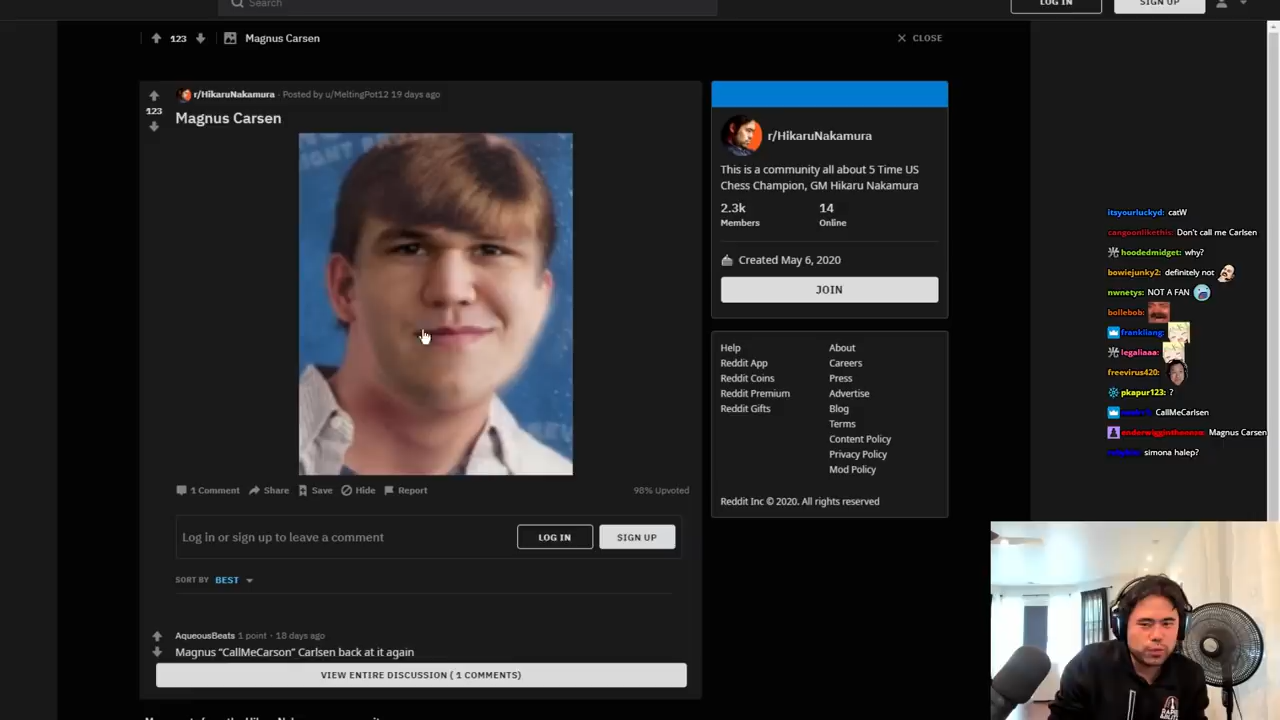 Search
LOG IN
SIGN UP
123
Magnus Carsen
CLOSE
r/HikaruNakamura · Posted by u/MeltingPot12 19 days ago
123
Magnus Carsen
1 Comment
Share
Save
Hide
Report
98% Upvoted
Log in or sign up to leave a comment
LOG IN
SIGN UP
SORT BY BEST
AqueousBeats 1 point · 18 days ago
Magnus “CallMeCarson” Carlsen back at it again
VIEW ENTIRE DISCUSSION ( 1 COMMENTS)
r/HikaruNakamura
This is a community all about 5 Time US
Chess Champion, GM Hikaru Nakamura
2.3k
Members
14
Online
Created May 6, 2020
JOIN
Help
Reddit App
Reddit Coins
Reddit Premium
Reddit Gifts
About
Careers
Press
Advertise
Blog
Terms
Content Policy
Privacy Policy
Mod Policy
Reddit Inc © 2020. All rights reserved
itsyourluckyd: catW
cangoonlikethis: Don't call me Carlsen
hoodedmidget: why?
bowiejunky2: definitely not
nwnetys: NOT A FAN
bollebob:
frankliang:
legaliaaa:
freevirus420:
pkapur123: ?
CallMeCarlsen
Magnus Carsen
simona halep?